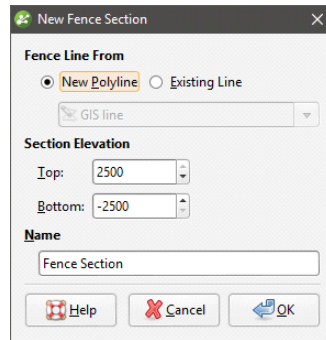 New Fence Section
Fence Line From
New Polyline Existing Line
GIS line
Section Elevation
Top: 2500
Bottom: -2500
Name
Fence Section
Help Cancel OK